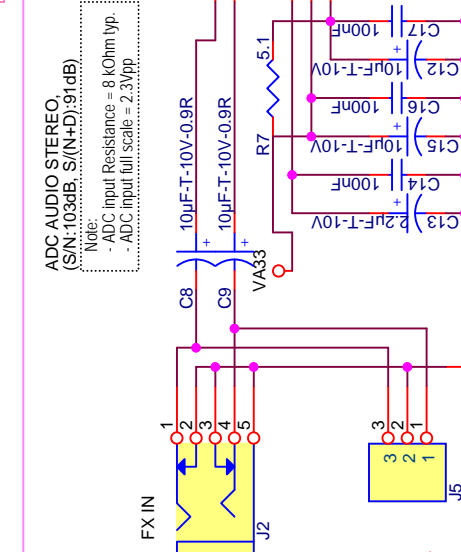 ADC AUDIO STEREO,
(S/N:103dB, S/(N+D):91dB)
Note:
- ADC input Resistance = 8 kOhm typ.
- ADC input full scale = 2.3Vpp
10µF-T-10V-0.9R
10µF-T-10V-0.9R
+
+
C8
C9
VA33
R7
5.1
100nF
C17
10µF-T-10V
+
C12
100nF
C16
10µF-T-10V
+
C15
100nF
C14
2.2µF-T-10V
+
C13
1
2
3
4
5
FX IN
J2
3
2
1
3
2
1
J5